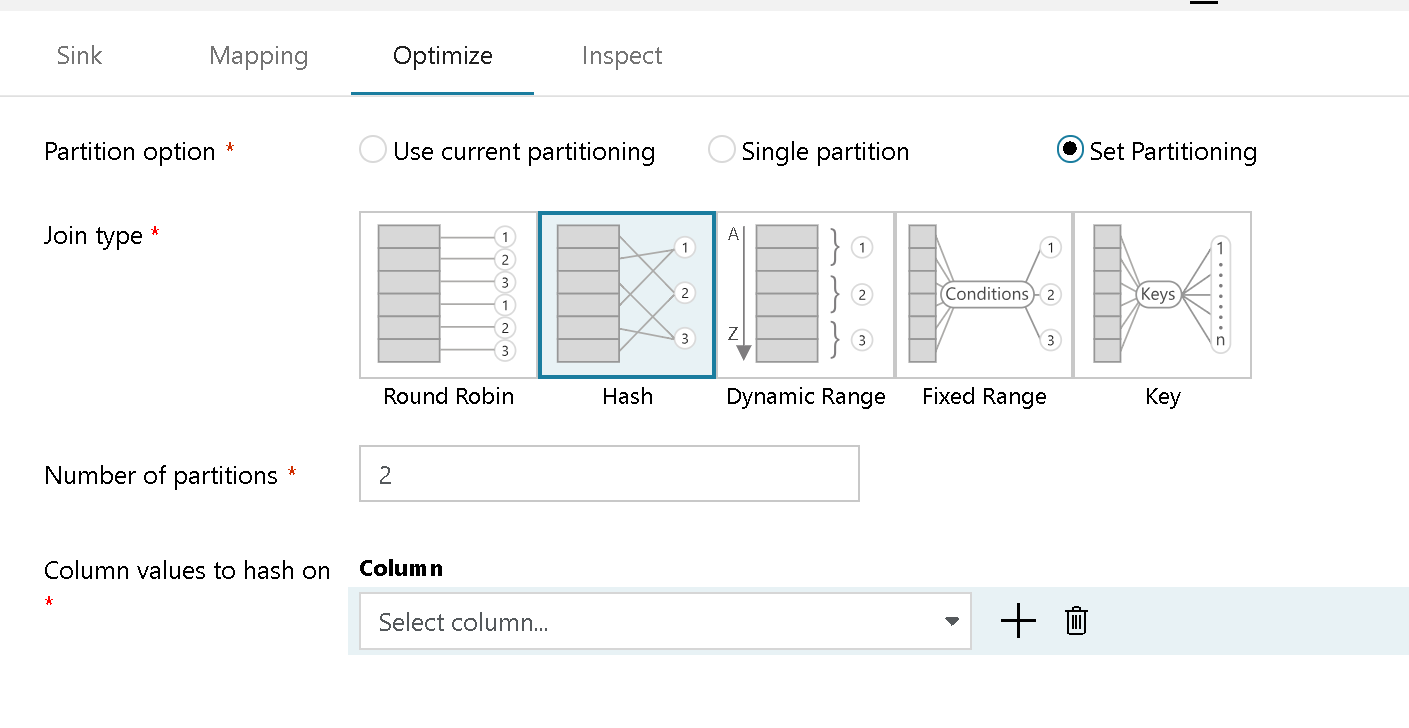 Sink Mapping Optimize Inspect
Partition option * Use current partitioning Single partition Set Partitioning
Join type *
1 2 3 1 2 3
1 2 3
A Z 1 2 3
Conditions 1 2 3
Keys 1 n
Round Robin Hash Dynamic Range Fixed Range Key
Number of partitions * 2
Column values to hash on * Column
Select column...